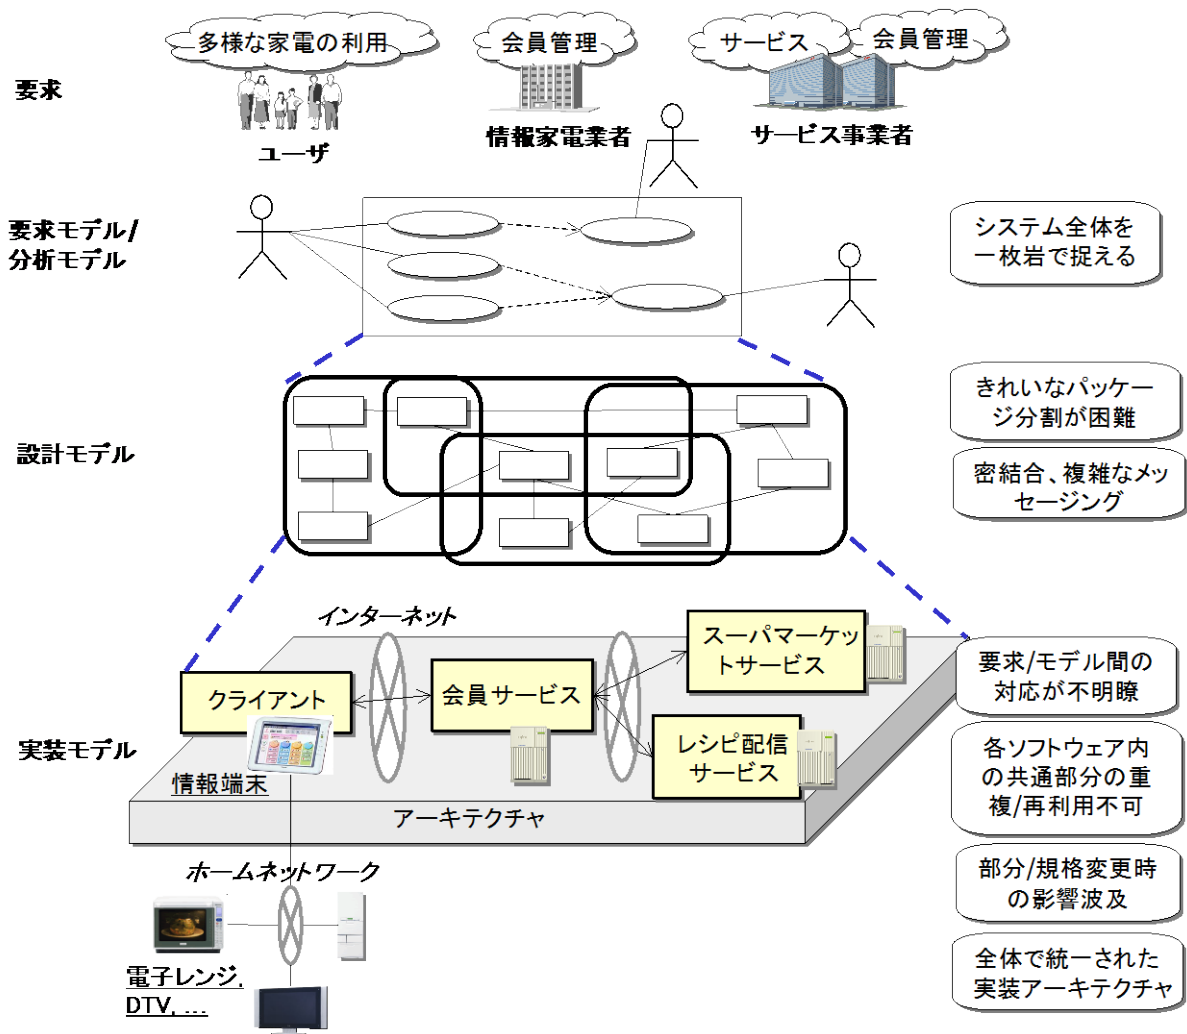 多様な家電の利用
会員管理
サービス
会員管理
要求
ユーザ
情報家電業者
サービス事業者
要求モデル/
分析モデル
システム全体を
一枚岩で捉える
設計モデル
きれいなパッケー
ジ分割が困難
密結合、複雑なメッ
セージング
インターネット
クライアント
会員サービス
スーパマーケッ
トサービス
レシピ配信
サービス
実装モデル
情報端末
アーキテクチャ
要求/モデル間の
対応が不明瞭
各ソフトウェア内
の共通部分の重
複/再利用不可
部分/規格変更時
の影響波及
全体で統一された
実装アーキテクチャ
ホームネットワーク
電子レンジ,
DTV, ...